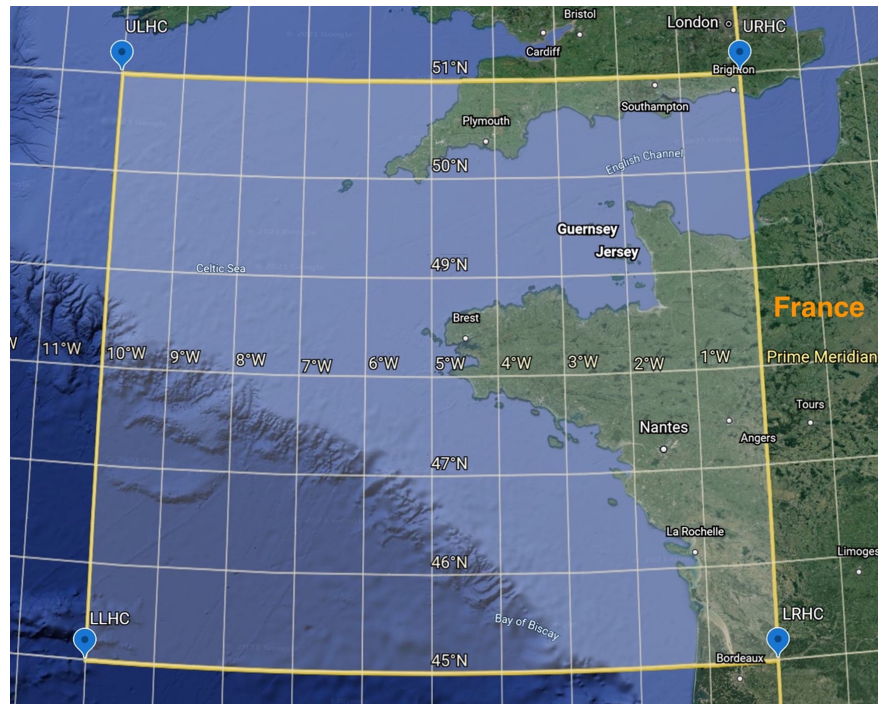 Bristol
ULHC
London
URHC
Cardiff
51°N
Brighton
Southampton
Plymouth
50°N
English Channel
Guernsey
Jersey
49°N
Celtic Sea
France
Brest
W
11°W
10°W
9°W
8°W
7°W
6°W
5°W
4°W
3°W
2°W
1°W
Prime Meridian
Tours
Nantes
Angers
47°N
La Rochelle
46°N
Limoges
LLHC
LRHC
Bay of Biscay
45°N
Bordeaux